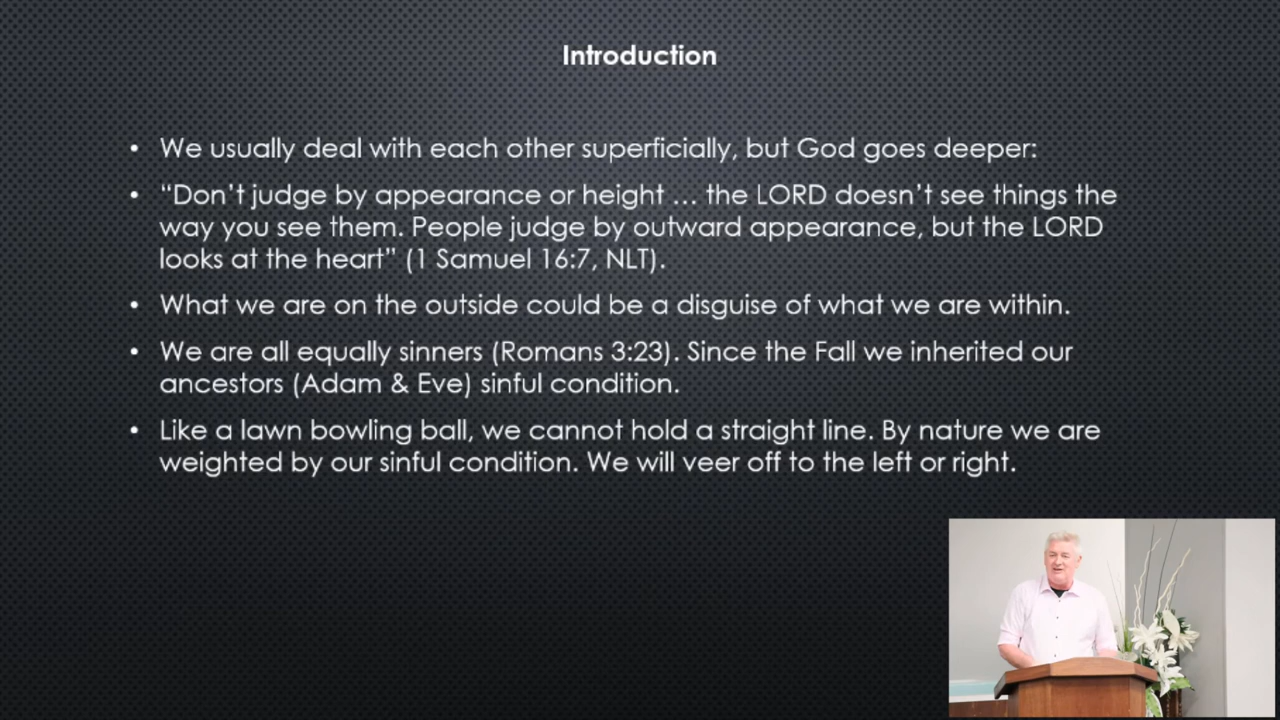 Introduction
• We usually deal with each other superficially, but God goes deeper:
• “Don’t judge by appearance or height … the LORD doesn’t see things the
way you see them. People judge by outward appearance, but the LORD
looks at the heart” (1 Samuel 16:7, NLT).
• What we are on the outside could be a disguise of what we are within.
• We are all equally sinners (Romans 3:23). Since the Fall we inherited our
ancestors (Adam & Eve) sinful condition.
• Like a lawn bowling ball, we cannot hold a straight line. By nature we are
weighted by our sinful condition. We will veer off to the left or right.